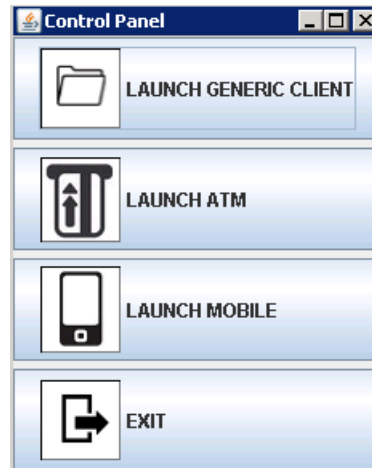 Control Panel
LAUNCH GENERIC CLIENT
LAUNCH ATM
LAUNCH MOBILE
EXIT